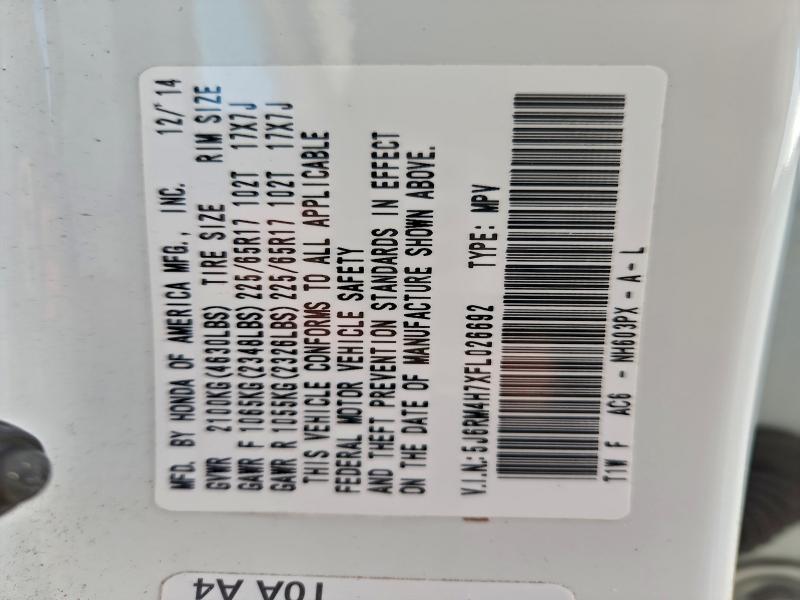 MFD. BY HONDA OF AMERICA MFG., INC. 12/'14
GVWR 2100KG(4630LBS) TIRE SIZE RIM SIZE
GAWR F 1065KG(2348LBS) 225/65R17 102T 17X7J
GAWR R 1055KG(2326LBS) 225/65R17 102T 17X7J
THIS VEHICLE CONFORMS TO ALL APPLICABLE
FEDERAL MOTOR VEHICLE SAFETY
AND THEFT PREVENTION STANDARDS IN EFFECT
ON THE DATE OF MANUFACTURE SHOWN ABOVE.
V.I.N:5J6RM4H7XFL026692 TYPE: MPV
T1W F AC6 - NH603PX - A - L
T0A A4